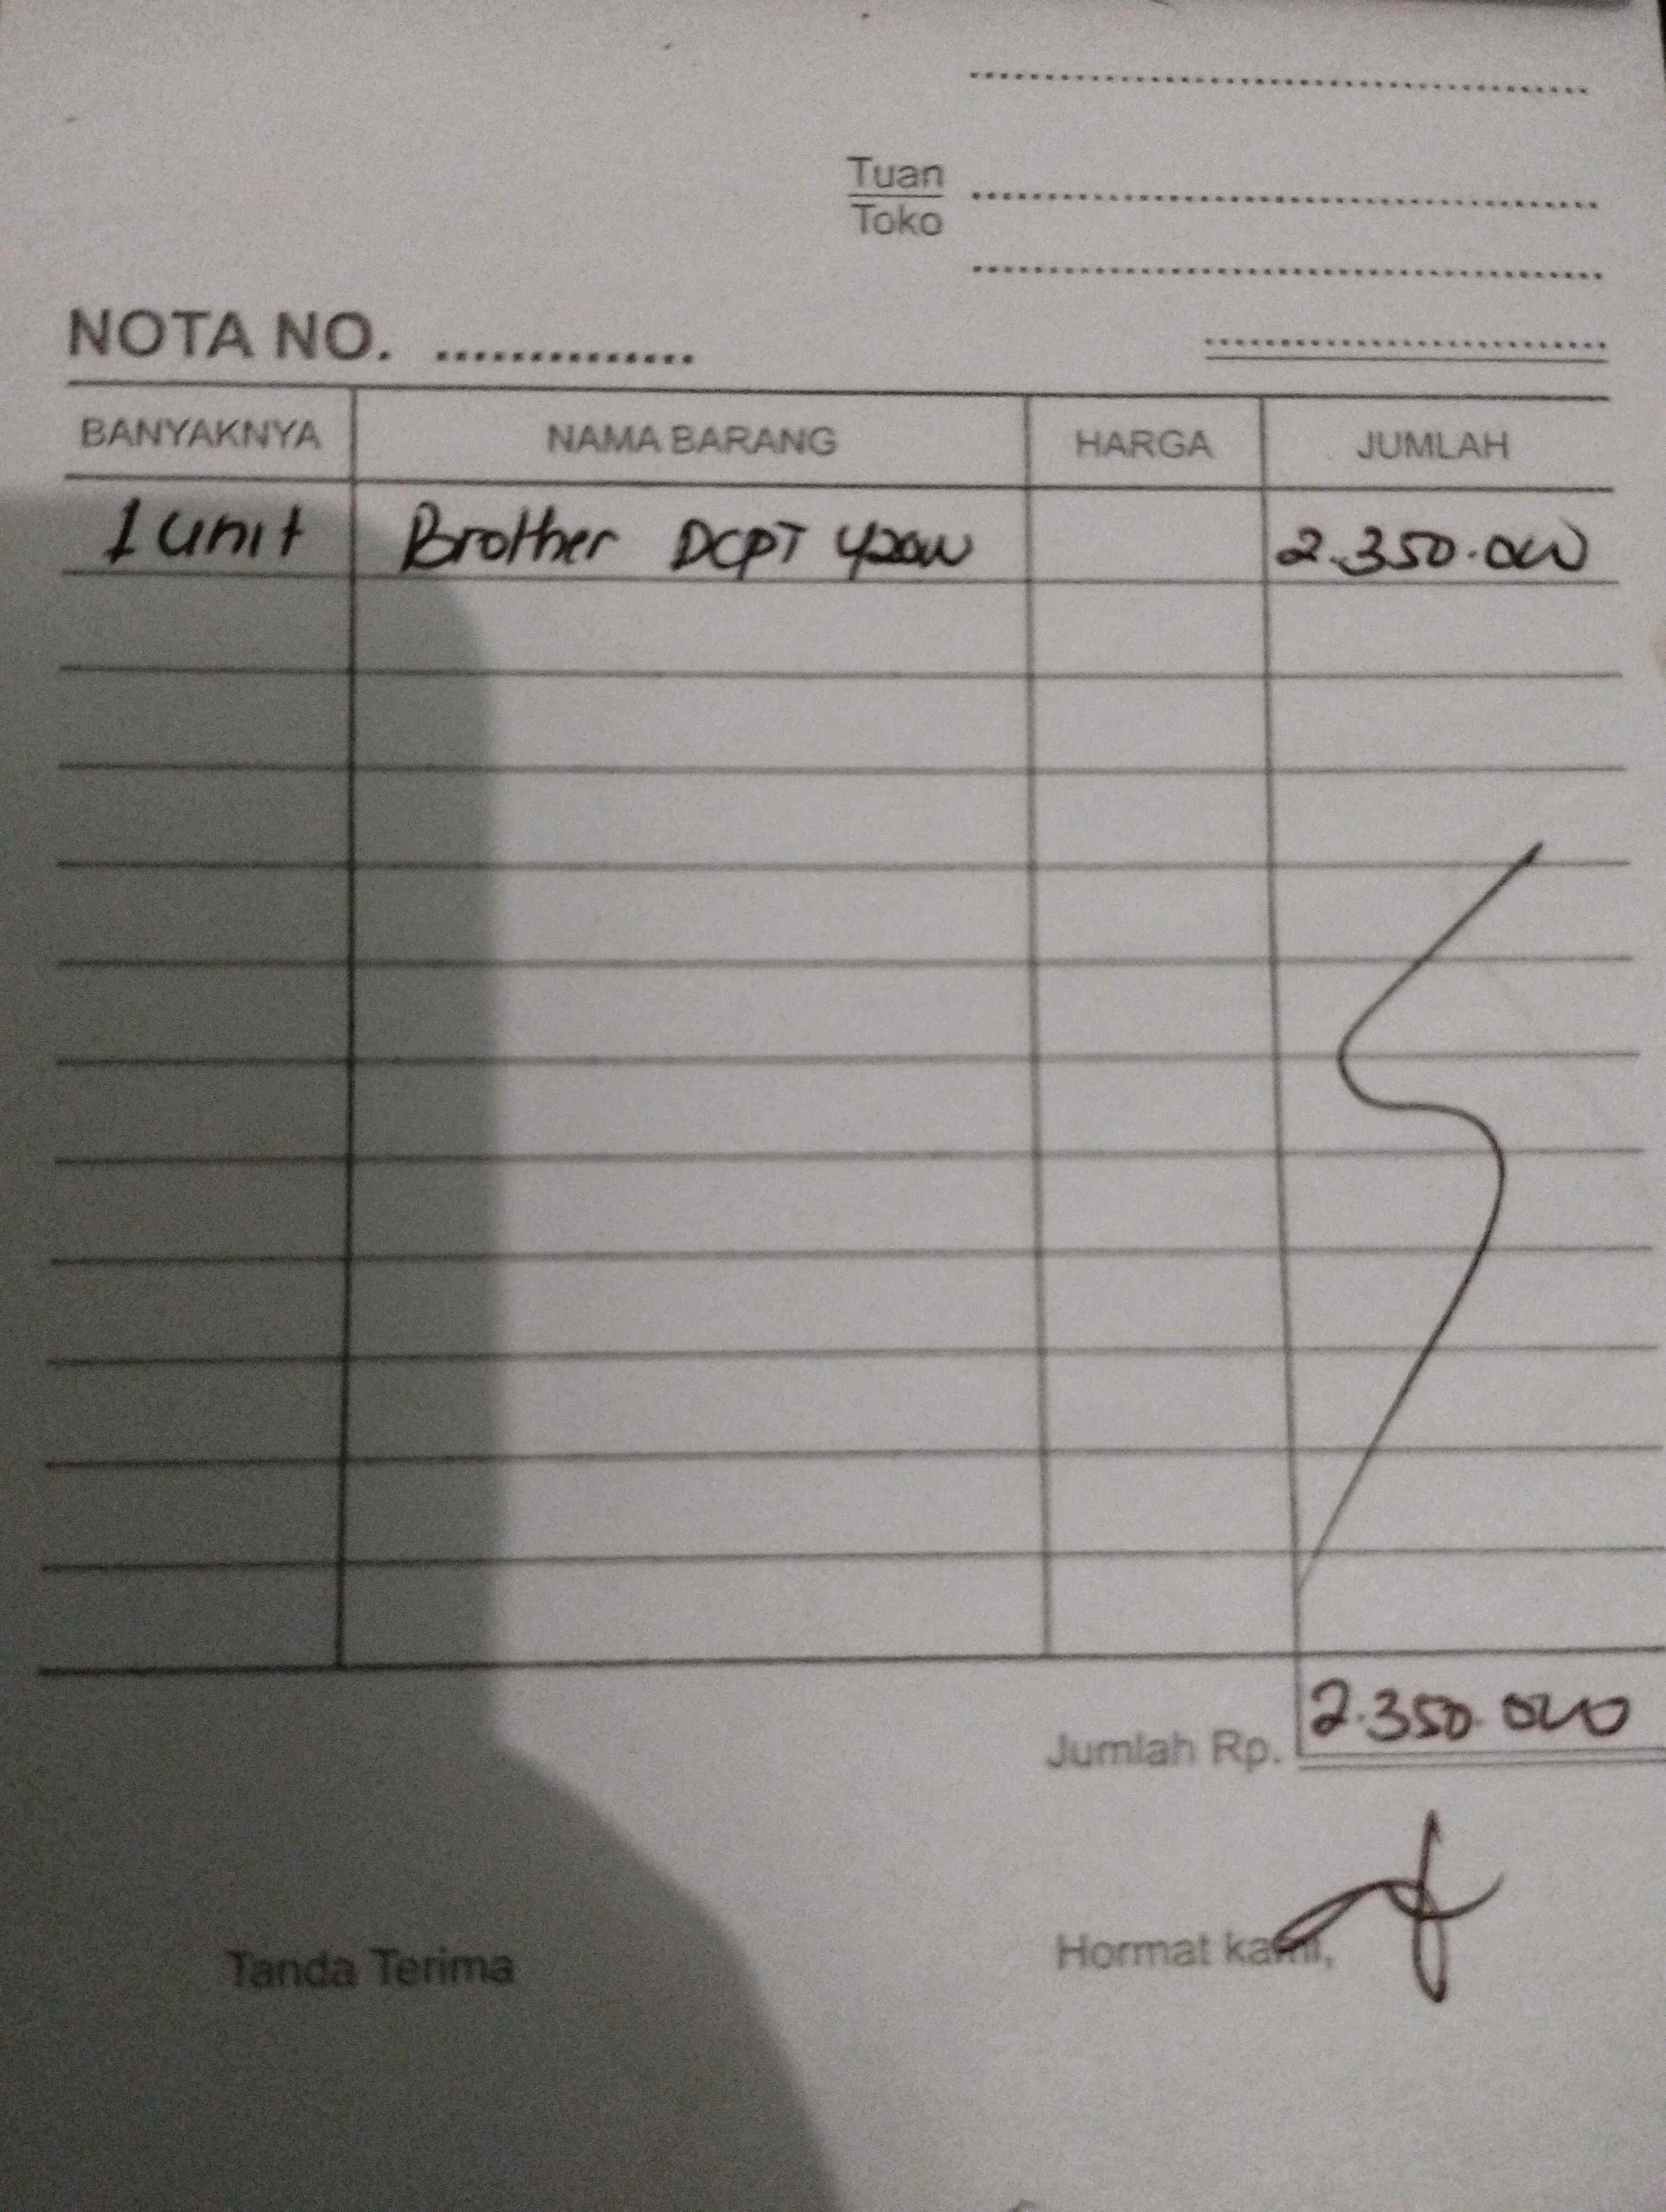 Tuan
Toko
NOTA NO. ..............
BANYAKNYA NAMA BARANG HARGA JUMLAH
1 unit Brother DCPT 420W 2.350.000
Jumlah Rp. 2.350.000
Tanda Terima Hormat kami,